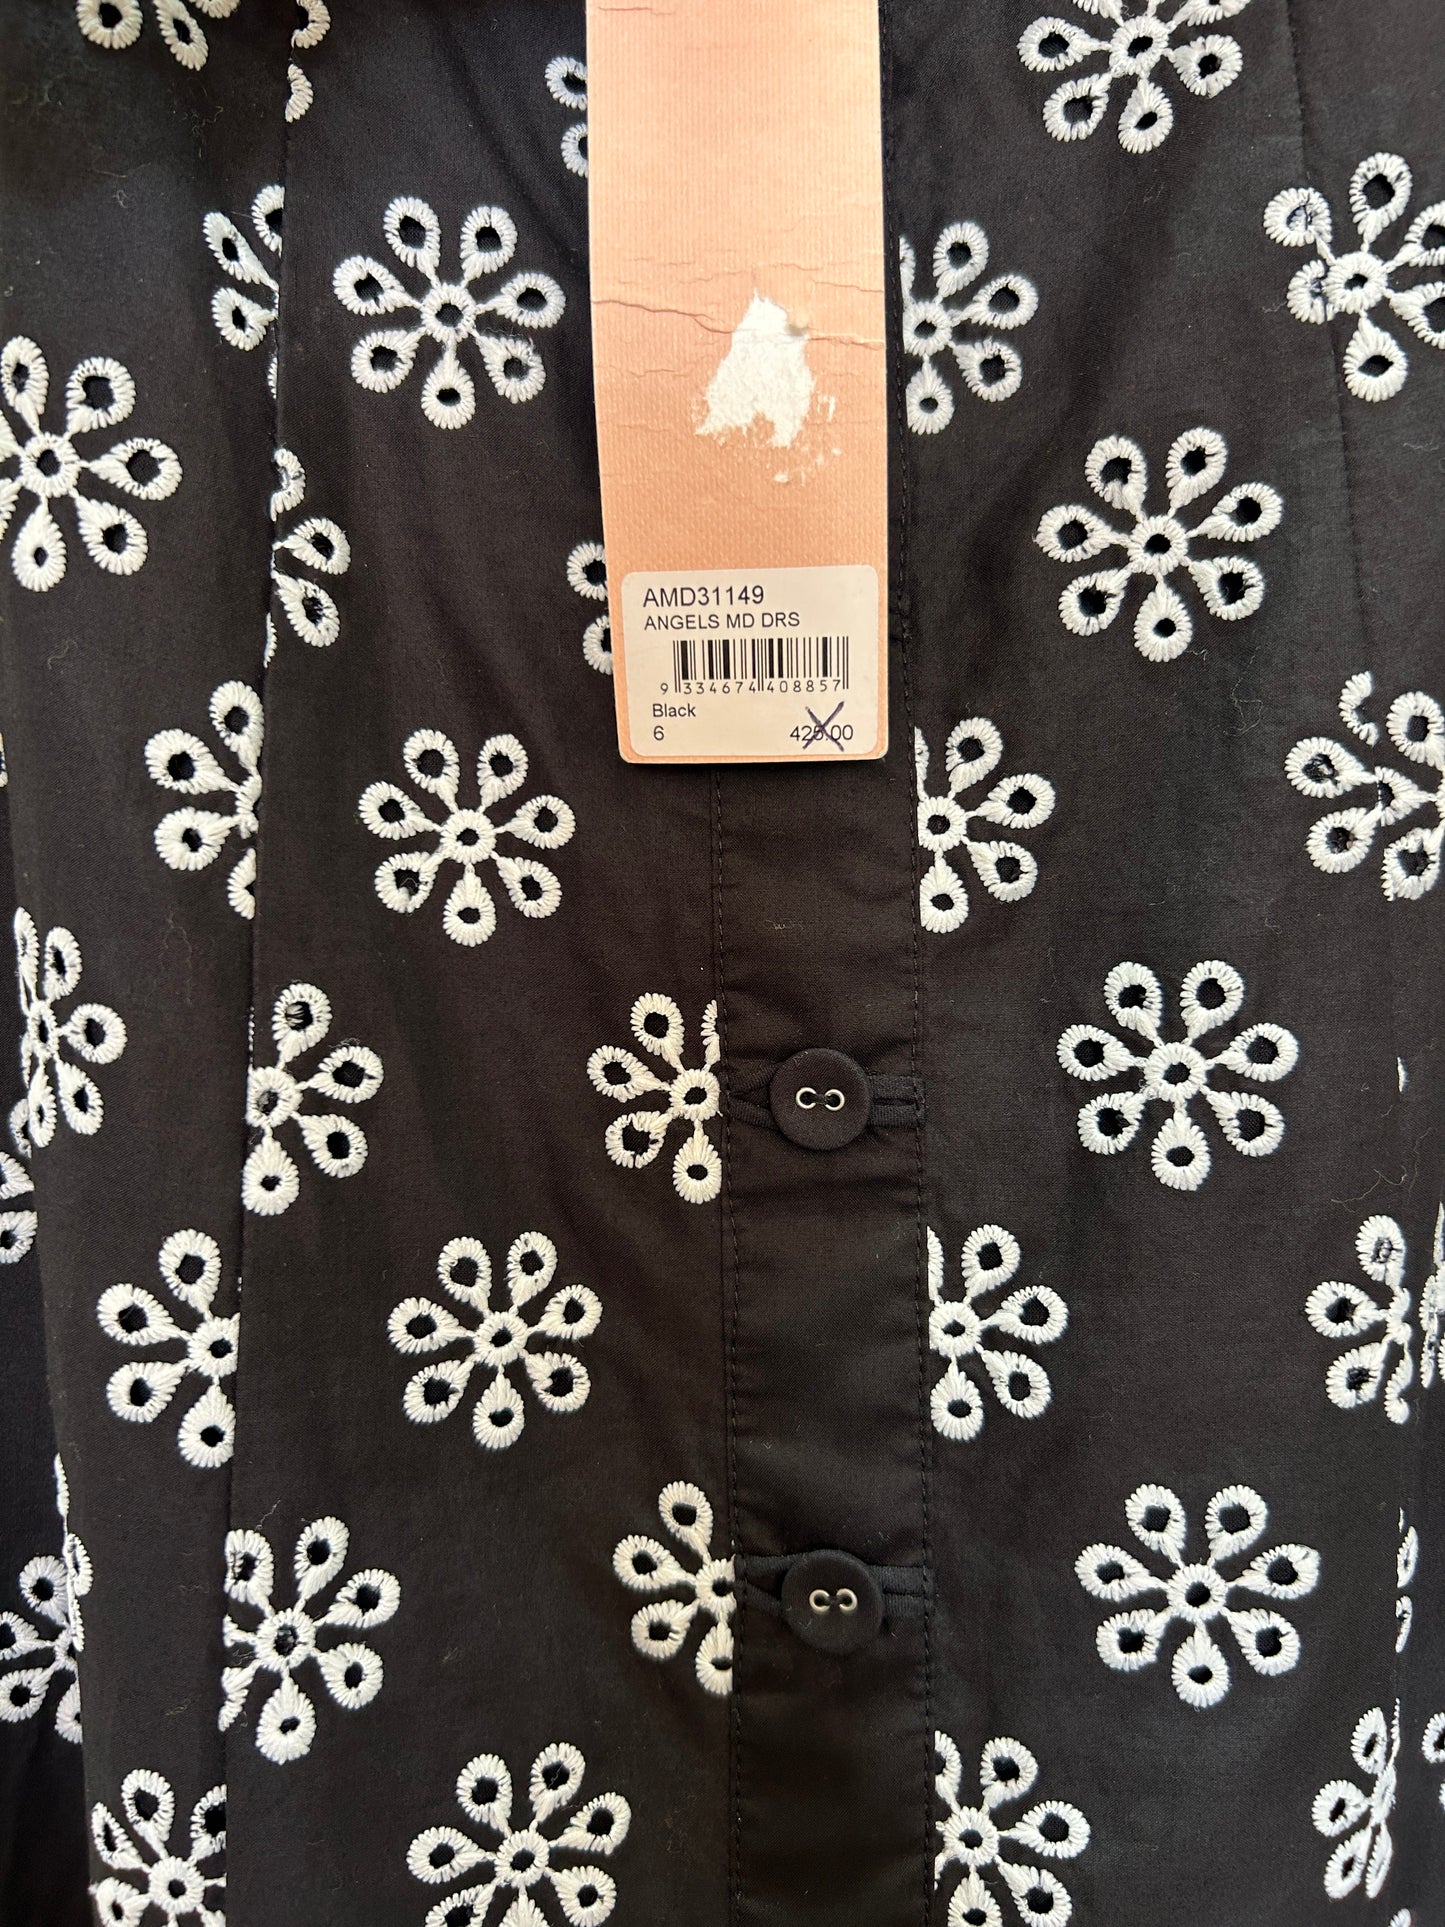 AMD31149
ANGELS MD DRS
9 334674 408857
Black
6 425.00